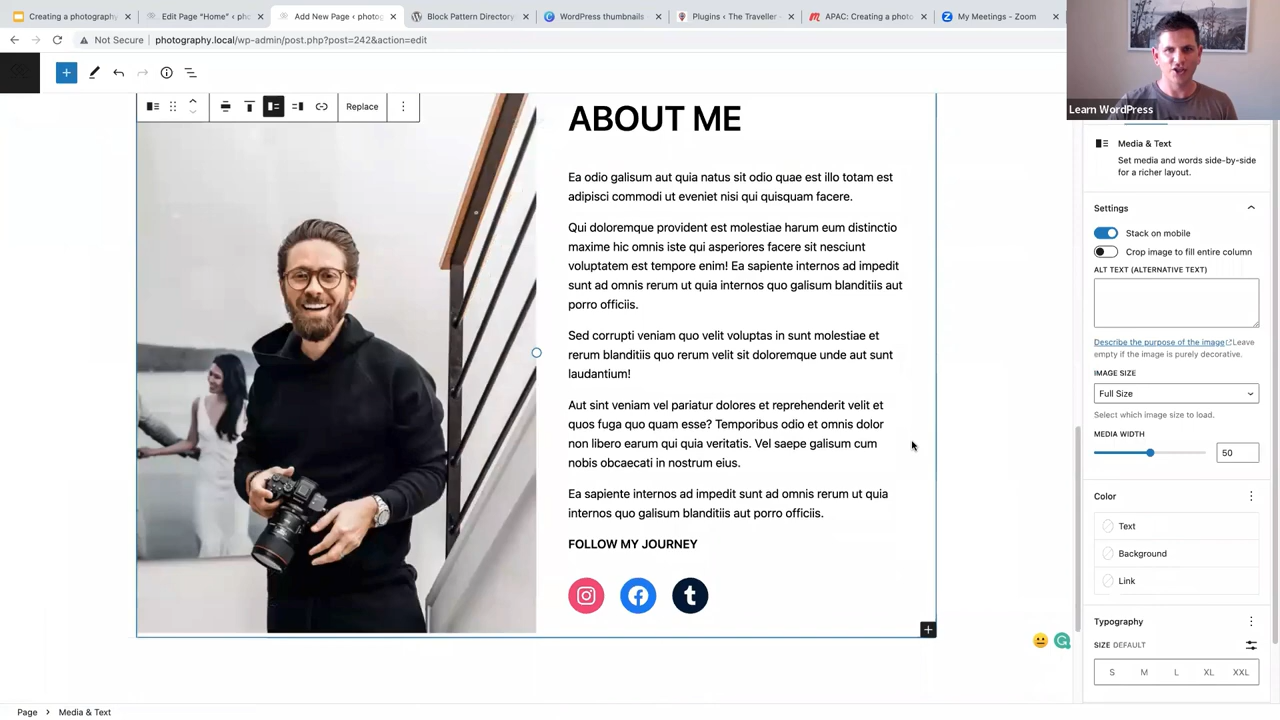 Creating a photography
Edit Page “Home” ‹ phc
Add New Page ‹ photog
Block Pattern Directory
WordPress thumbnails
Plugins ‹ The Traveller -
APAC: Creating a photo
My Meetings - Zoom
Not Secure
photography.local/wp-admin/post.php?post=242&action=edit
Learn WordPress
Replace
ABOUT ME
Ea odio galisum aut quia natus sit odio quae est illo totam est
adipisci commodi ut eveniet nisi qui quisquam facere.
Qui doloremque provident est molestiae harum eum distinctio
maxime hic omnis iste qui asperiores facere sit nesciunt
voluptatem est tempore enim! Ea sapiente internos ad impedit
sunt ad omnis rerum ut quia internos quo galisum blanditiis aut
porro officiis.
Sed corrupti veniam quo velit voluptas in sunt molestiae et
rerum blanditiis quo rerum velit sit doloremque unde aut sunt
laudantium!
Aut sint veniam vel pariatur dolores et reprehenderit velit et
quos fuga quo quam esse? Temporibus odio et omnis dolor
non libero earum qui quia veritatis. Vel saepe galisum cum
nobis obcaecati in nostrum eius.
Ea sapiente internos ad impedit sunt ad omnis rerum ut quia
internos quo galisum blanditiis aut porro officiis.
FOLLOW MY JOURNEY
Media & Text
Set media and words side-by-side
for a richer layout.
Settings
Stack on mobile
Crop image to fill entire column
ALT TEXT (ALTERNATIVE TEXT)
Describe the purpose of the image Leave
empty if the image is purely decorative.
IMAGE SIZE
Full Size
Select which image size to load.
MEDIA WIDTH
50
Color
Text
Background
Link
Typography
SIZE DEFAULT
S M L XL XXL
Page › Media & Text